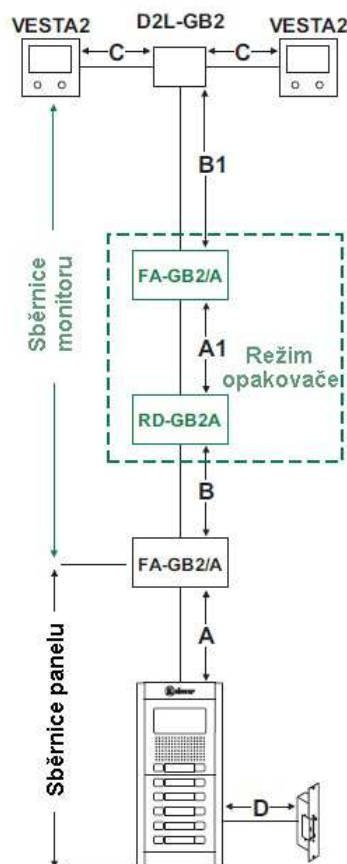 D2L-GB2
VESTA2
VESTA2
C
C
B1
FA-GB2/A
A1
Režim
opakovače
RD-GB2A
B
FA-GB2/A
A
D
Sběrnice
monitoru
Sběrnice panelu